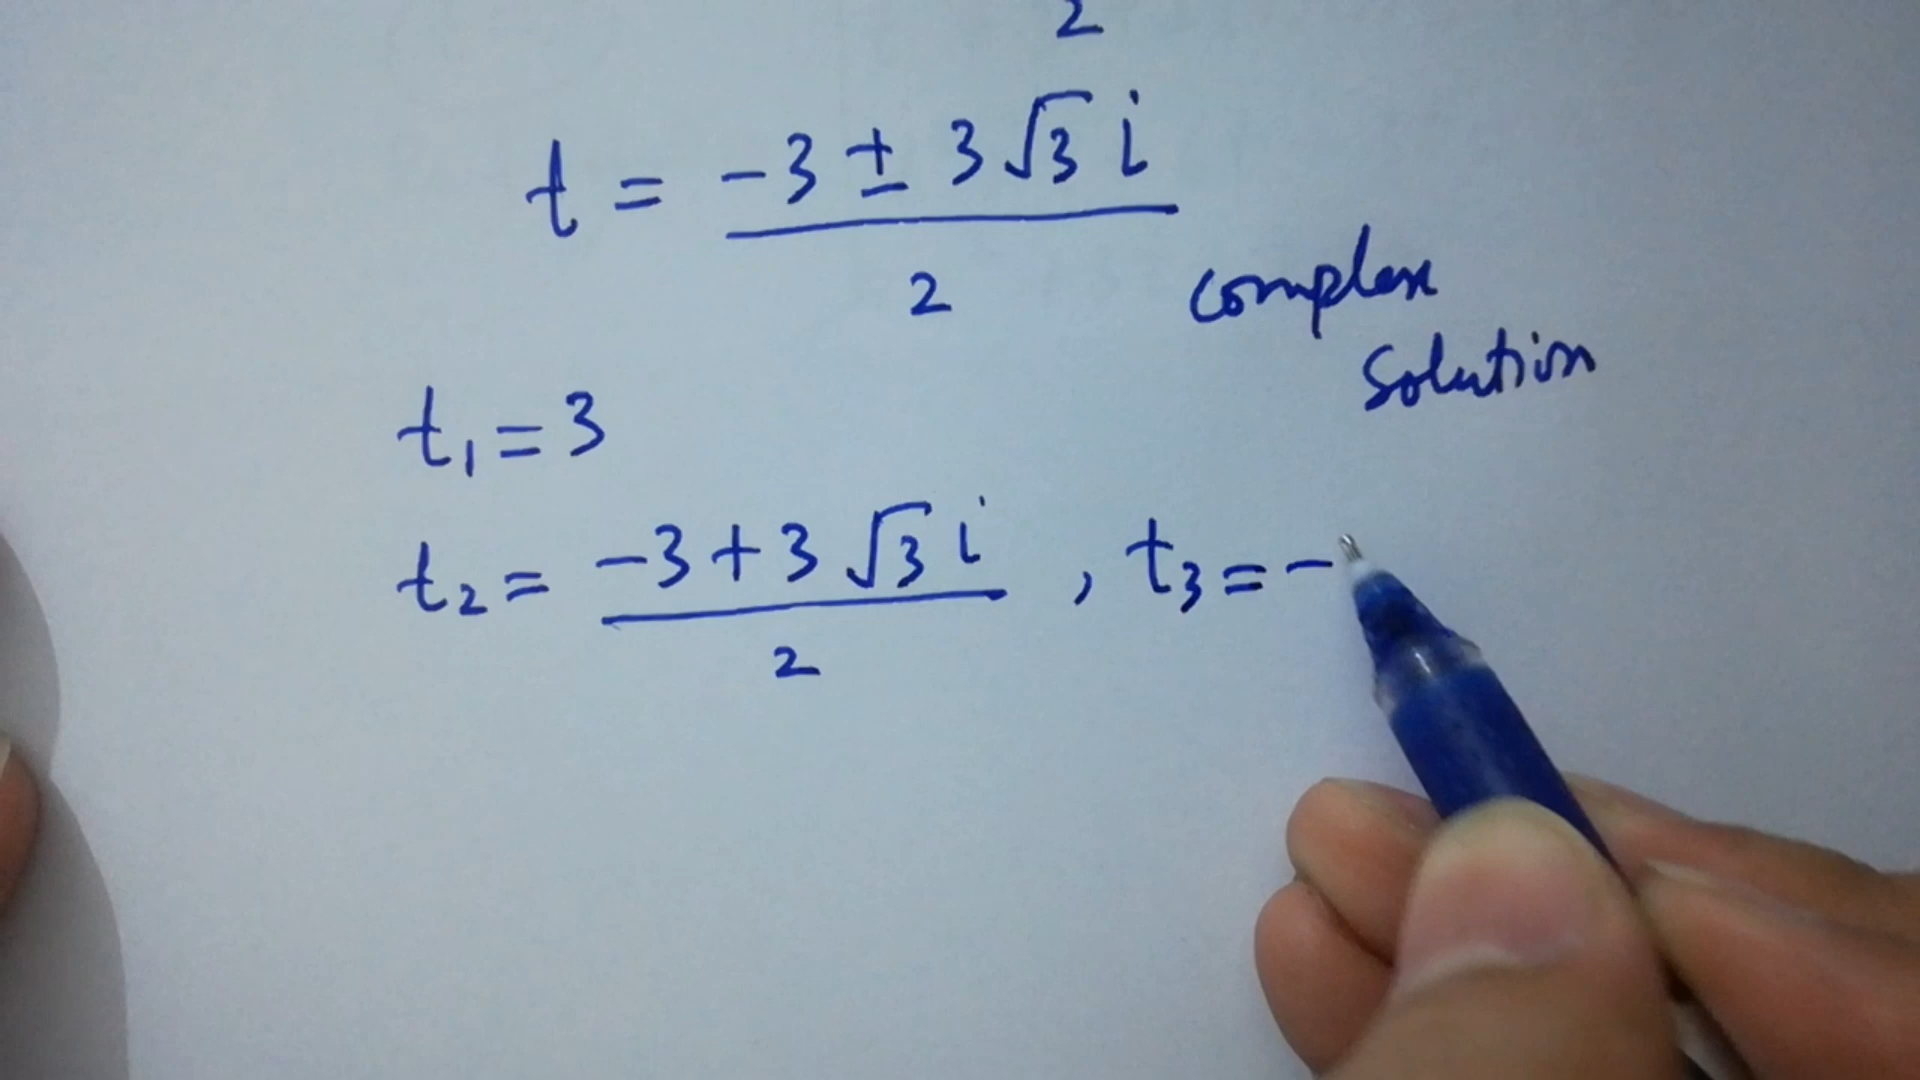 2
t = -3 ± 3√3 i
2
complex
solution
t₁ = 3
t₂ = -3 + 3√3 i , t₃ = -
2